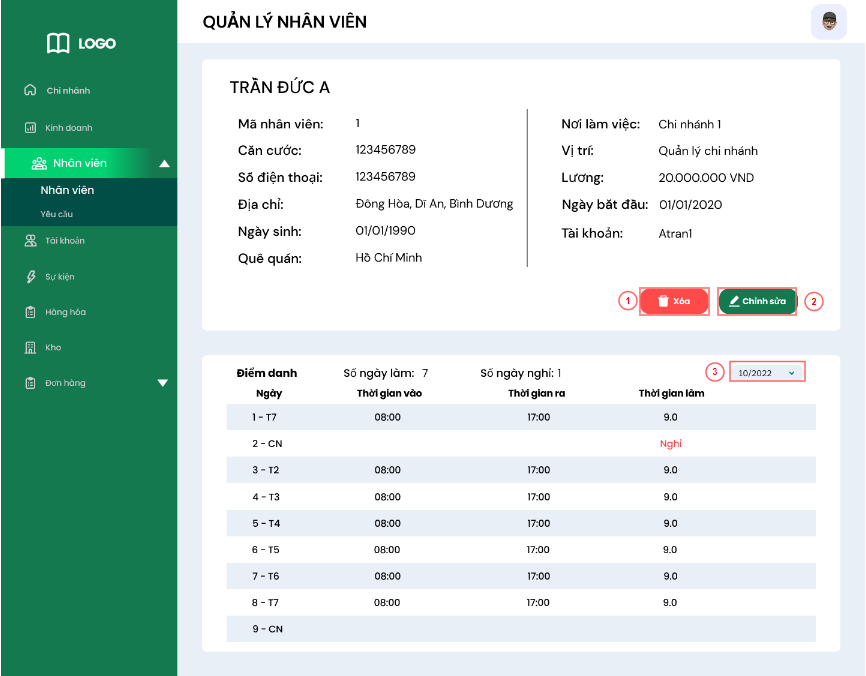 LOGO
Chi nhánh
Kinh doanh
Nhân viên
Nhân viên
Yêu cầu
Tài khoản
Sự kiện
Hàng hóa
Kho
Đơn hàng
QUẢN LÝ NHÂN VIÊN
TRẦN ĐỨC A
Mã nhân viên: 1
Căn cước: 123456789
Số điện thoại: 123456789
Địa chỉ: Đông Hòa, Dĩ An, Bình Dương
Ngày sinh: 01/01/1990
Quê quán: Hồ Chí Minh
Nơi làm việc: Chi nhánh 1
Vị trí: Quản lý chi nhánh
Lương: 20.000.000 VND
Ngày bắt đầu: 01/01/2020
Tài khoản: Atran1
1 Xóa Chỉnh sửa 2
Điểm danh Số ngày làm: 7 Số ngày nghỉ: 1 3 10/2022
Ngày Thời gian vào Thời gian ra Thời gian làm
1 - T7 08:00 17:00 9.0
2 - CN Nghỉ
3 - T2 08:00 17:00 9.0
4 - T3 08:00 17:00 9.0
5 - T4 08:00 17:00 9.0
6 - T5 08:00 17:00 9.0
7 - T6 08:00 17:00 9.0
8 - T7 08:00 17:00 9.0
9 - CN